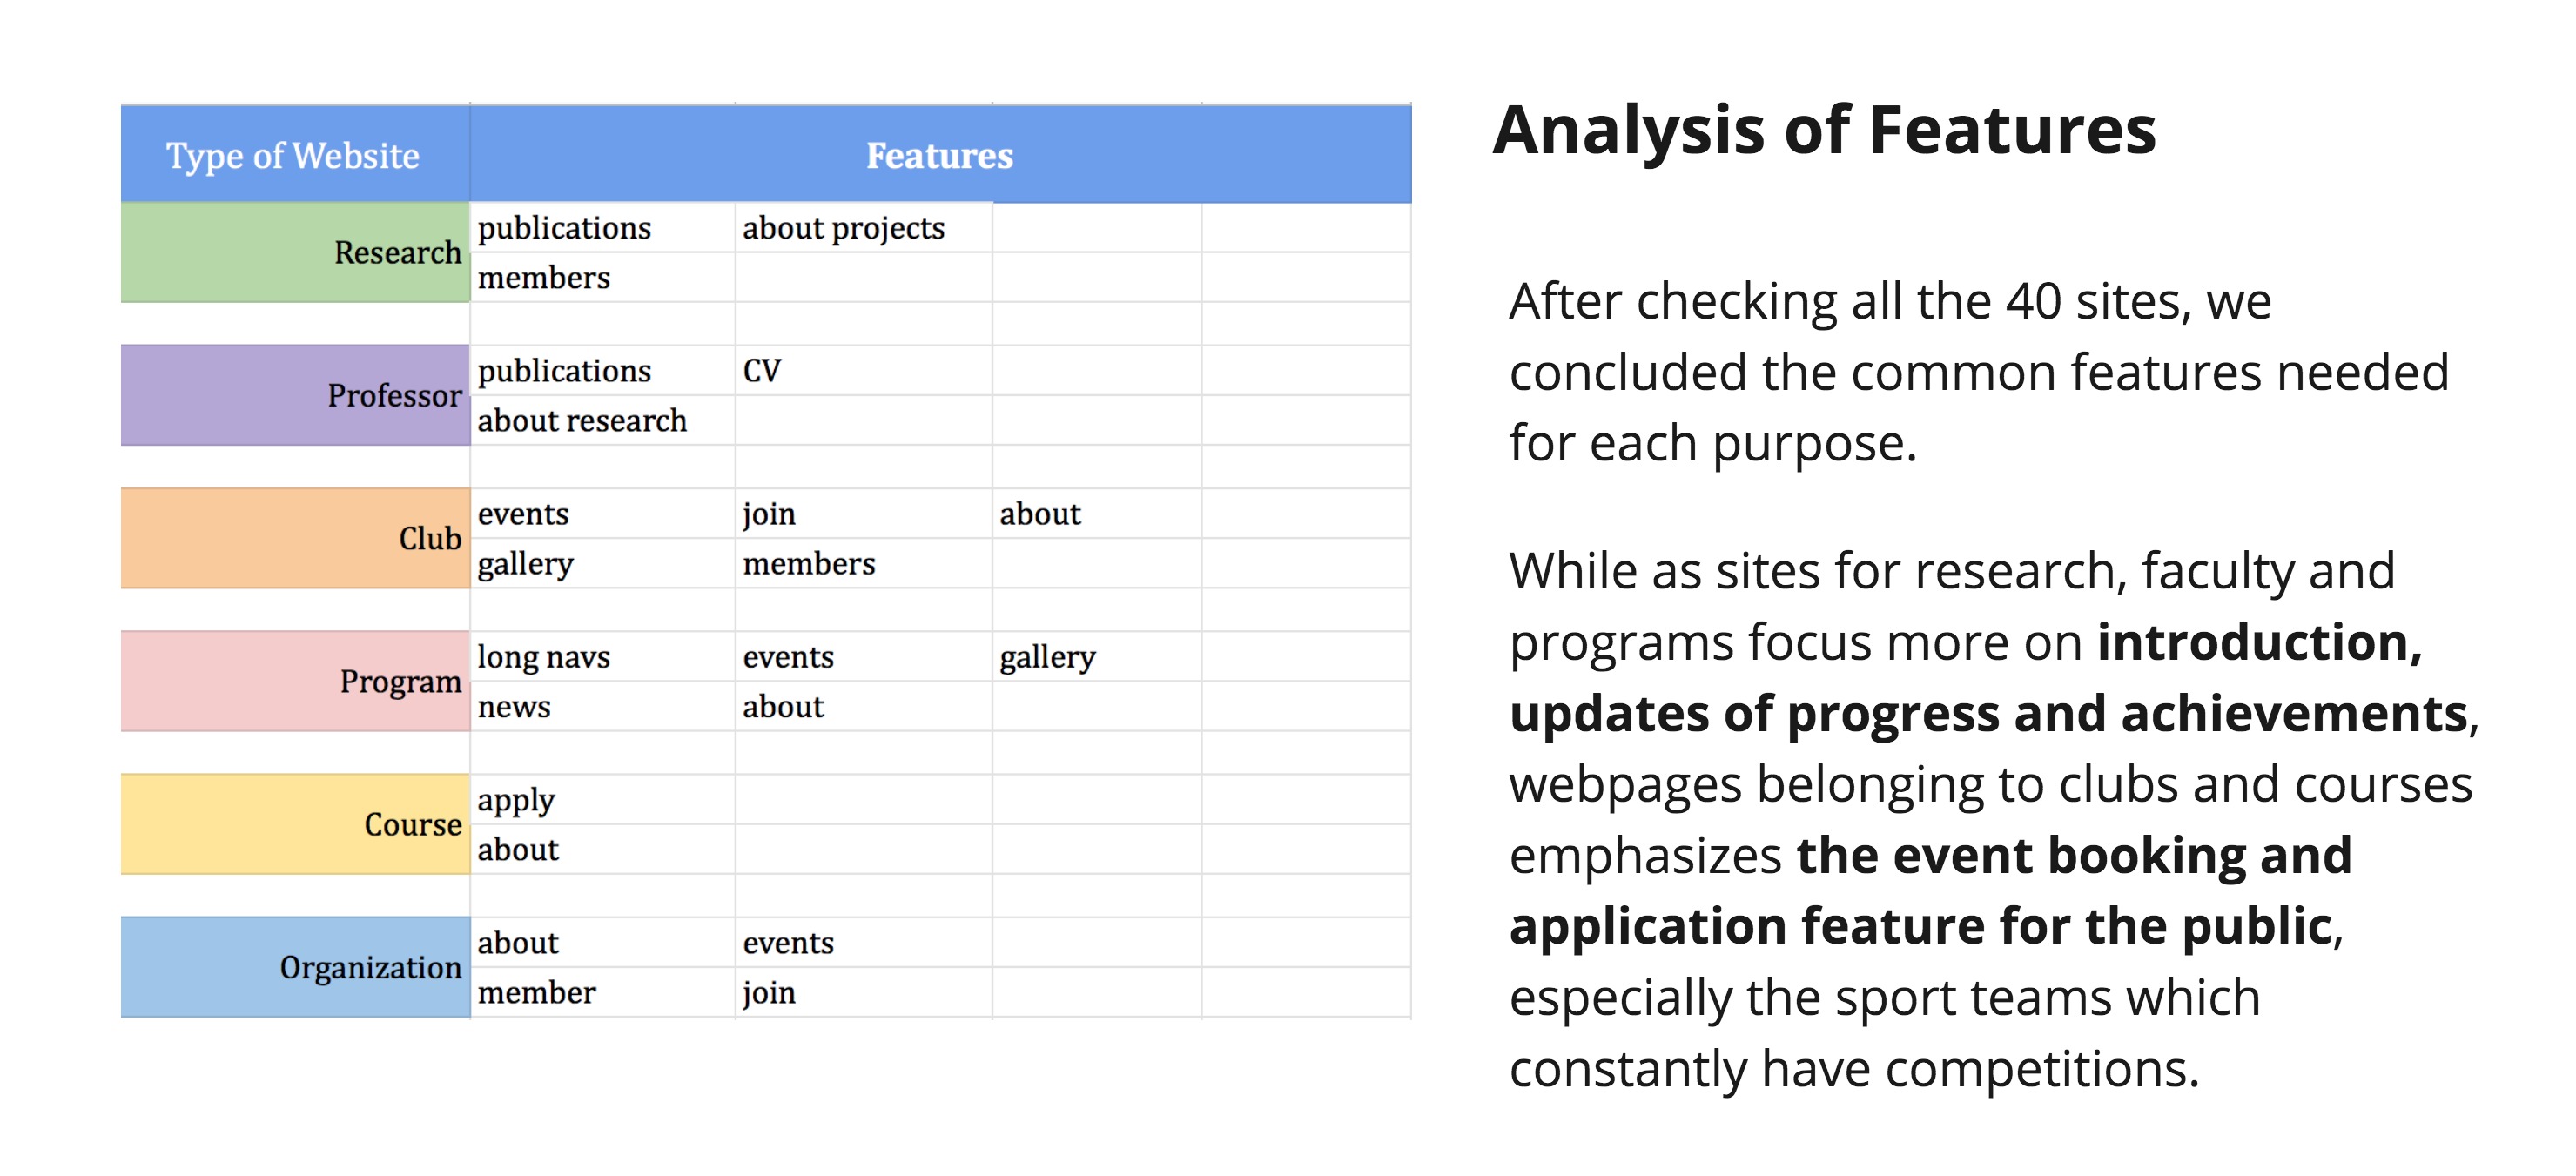 Type of Website Features
publications about projects
Research
members
publications CV
Professor
about research
events join about
Club
gallery members
long navs events gallery
Program
news about
apply
Course
about
about events
Organization
member join
Analysis of Features
After checking all the 40 sites, we
concluded the common features needed
for each purpose.
While as sites for research, faculty and
programs focus more on introduction,
updates of progress and achievements,
webpages belonging to clubs and courses
emphasizes the event booking and
application feature for the public,
especially the sport teams which
constantly have competitions.